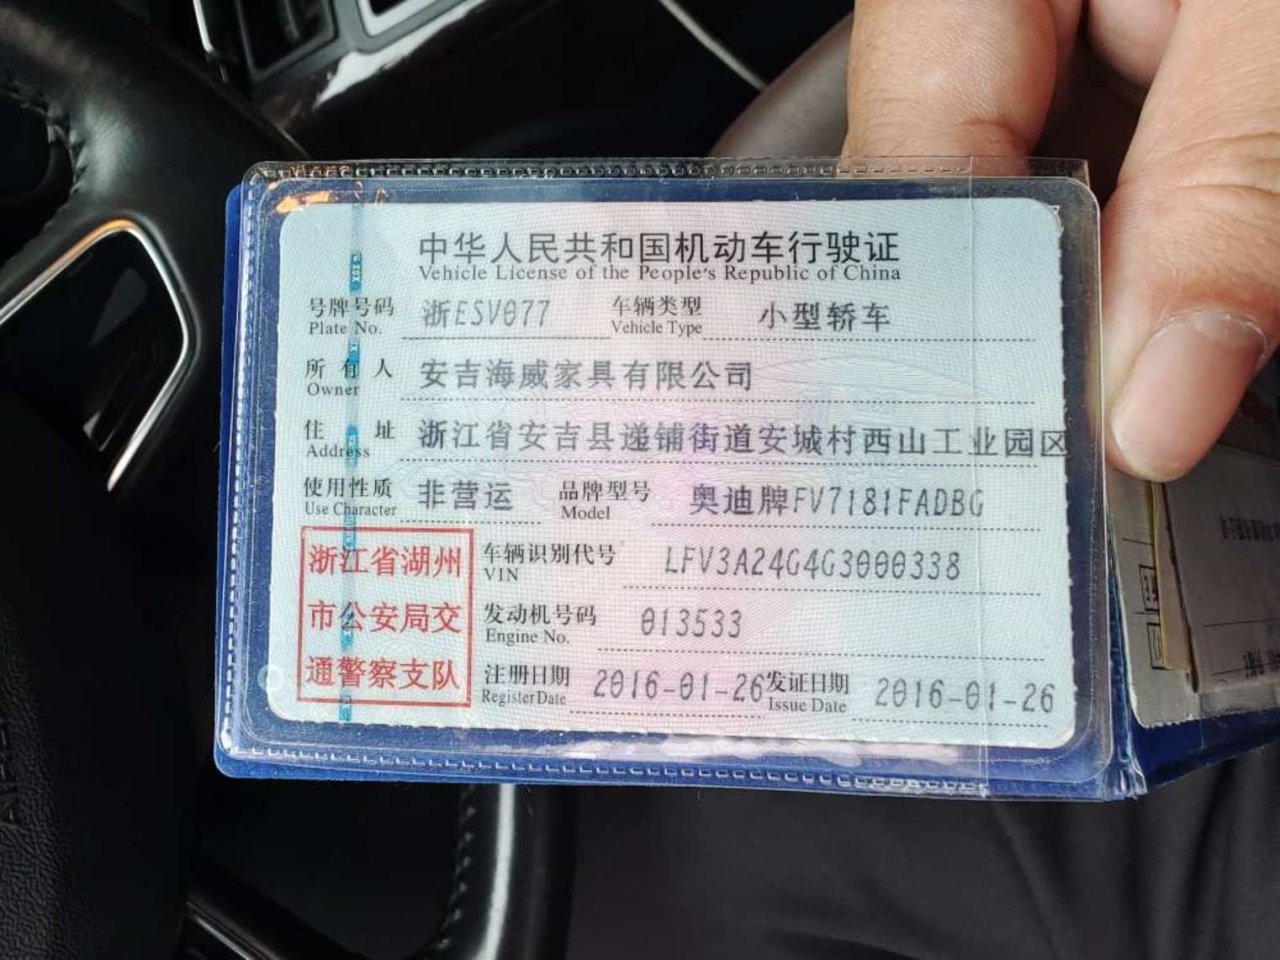 中华人民共和国机动车行驶证
Vehicle License of the People's Republic of China
号牌号码 浙ESV077 车辆类型 小型轿车
Plate No. Vehicle Type
所有人 安吉海威家具有限公司
Owner
住址 浙江省安吉县递铺街道安城村西山工业园区
Address
使用性质 非营运 品牌型号 奥迪牌FV7181FADBG
Use Character Model
浙江省湖州
市公安局交
通警察支队
车辆识别代号 LFV3A24G4G3000338
VIN
发动机号码 013533
Engine No.
注册日期 2016-01-26 发证日期 2016-01-26
Register Date Issue Date